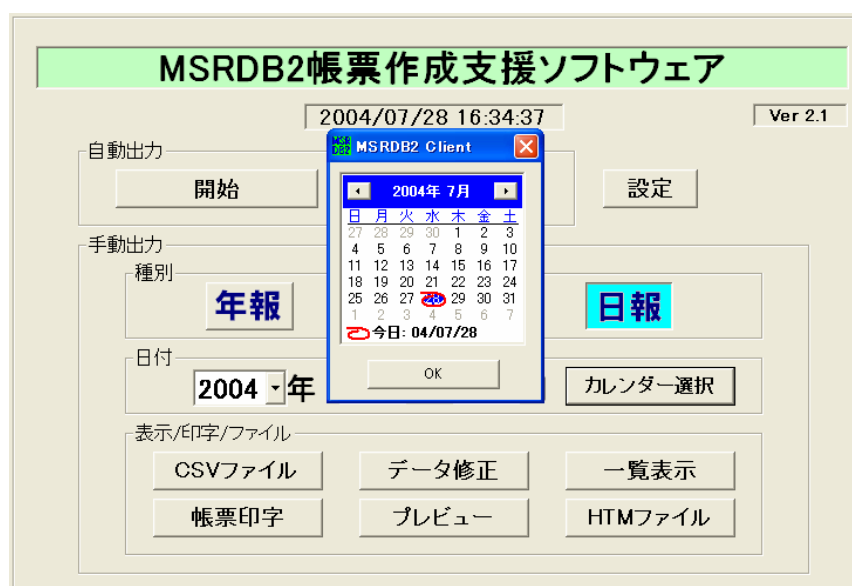 MSRDB2帳票作成支援ソフトウェア
2004/07/28 16:34:37
Ver 2.1
自動出力
開始
設定
MSR DB2 MSRDB2 Client
2004年 7月
日 月 火 水 木 金 土
27 28 29 30 1 2 3
4 5 6 7 8 9 10
11 12 13 14 15 16 17
18 19 20 21 22 23 24
25 26 27 28 29 30 31
1 2 3 4 5 6 7
今日: 04/07/28
OK
手動出力
種別
年報
日報
日付
2004 年
カレンダー選択
表示/印字/ファイル
CSVファイル
データ修正
一覧表示
帳票印字
プレビュー
HTMファイル